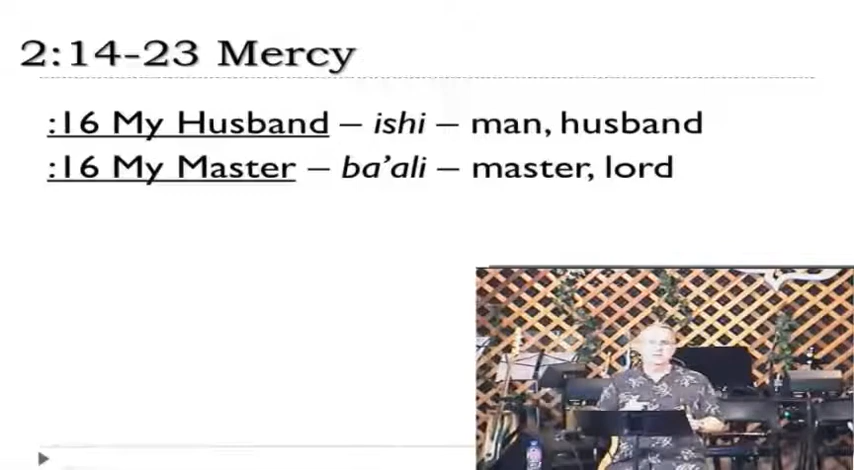 2:14-23 Mercy
:16 My Husband – ishi – man, husband
:16 My Master – ba’ali – master, lord